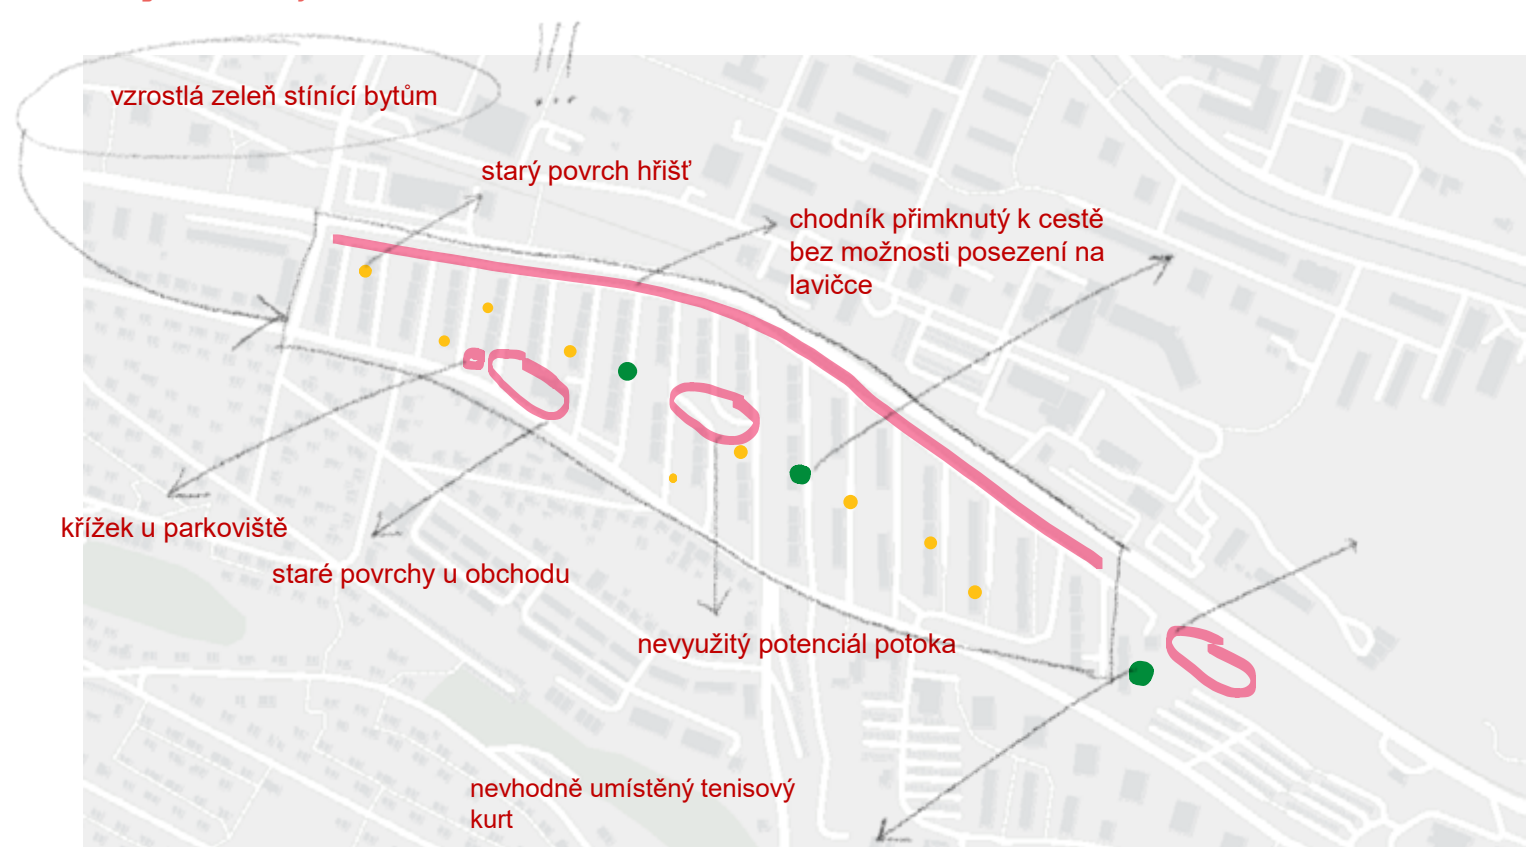 vzrostlá zeleň stínící bytům
starý povrch hřišť
chodník přimknutý k cestě
bez možnosti posezení na
lavičce
křížek u parkoviště
staré povrchy u obchodu
nevyužitý potenciál potoka
nevhodně umístěný tenisový
kurt